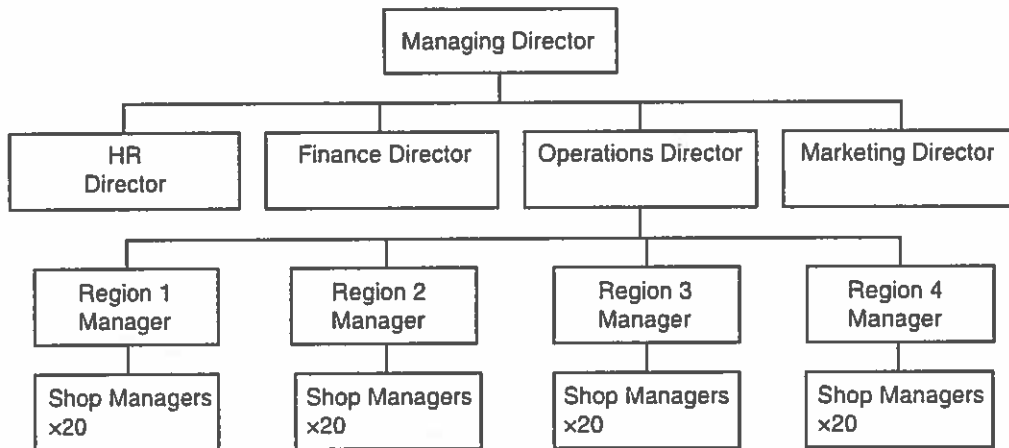 Managing Director
HR
Director
Finance Director
Operations Director
Marketing Director
Region 1
Manager
Region 2
Manager
Region 3
Manager
Region 4
Manager
Shop Managers
×20
Shop Managers
×20
Shop Managers
×20
Shop Managers
×20